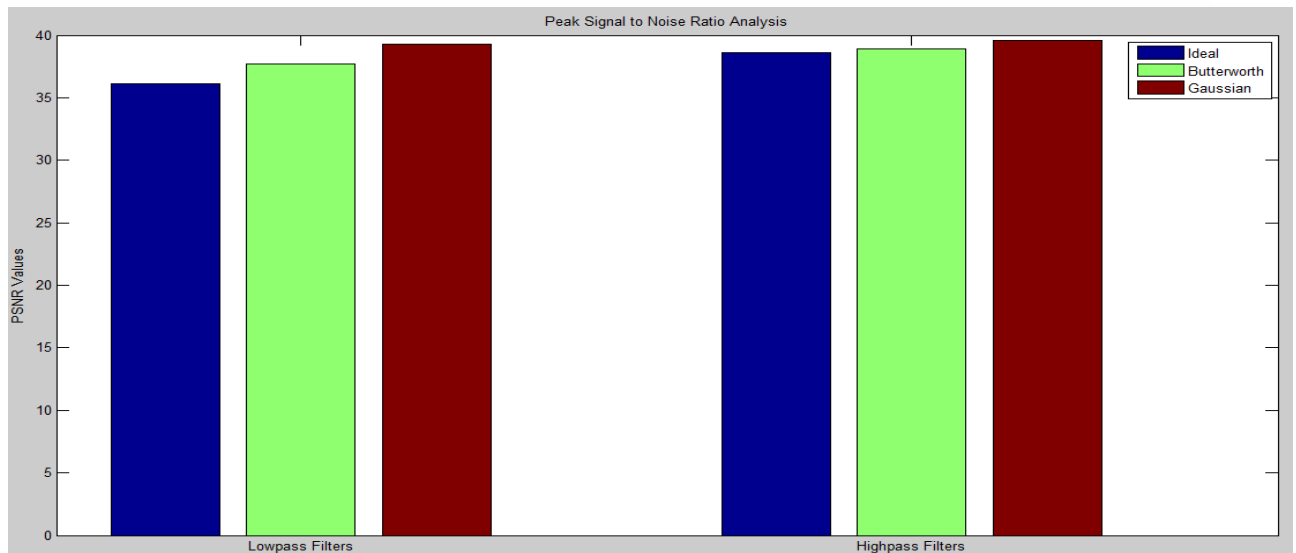 Peak Signal to Noise Ratio Analysis
40
35
30
25
20
15
10
5
0
PSNR Values
Ideal
Butterworth
Gaussian
Lowpass Filters
Highpass Filters